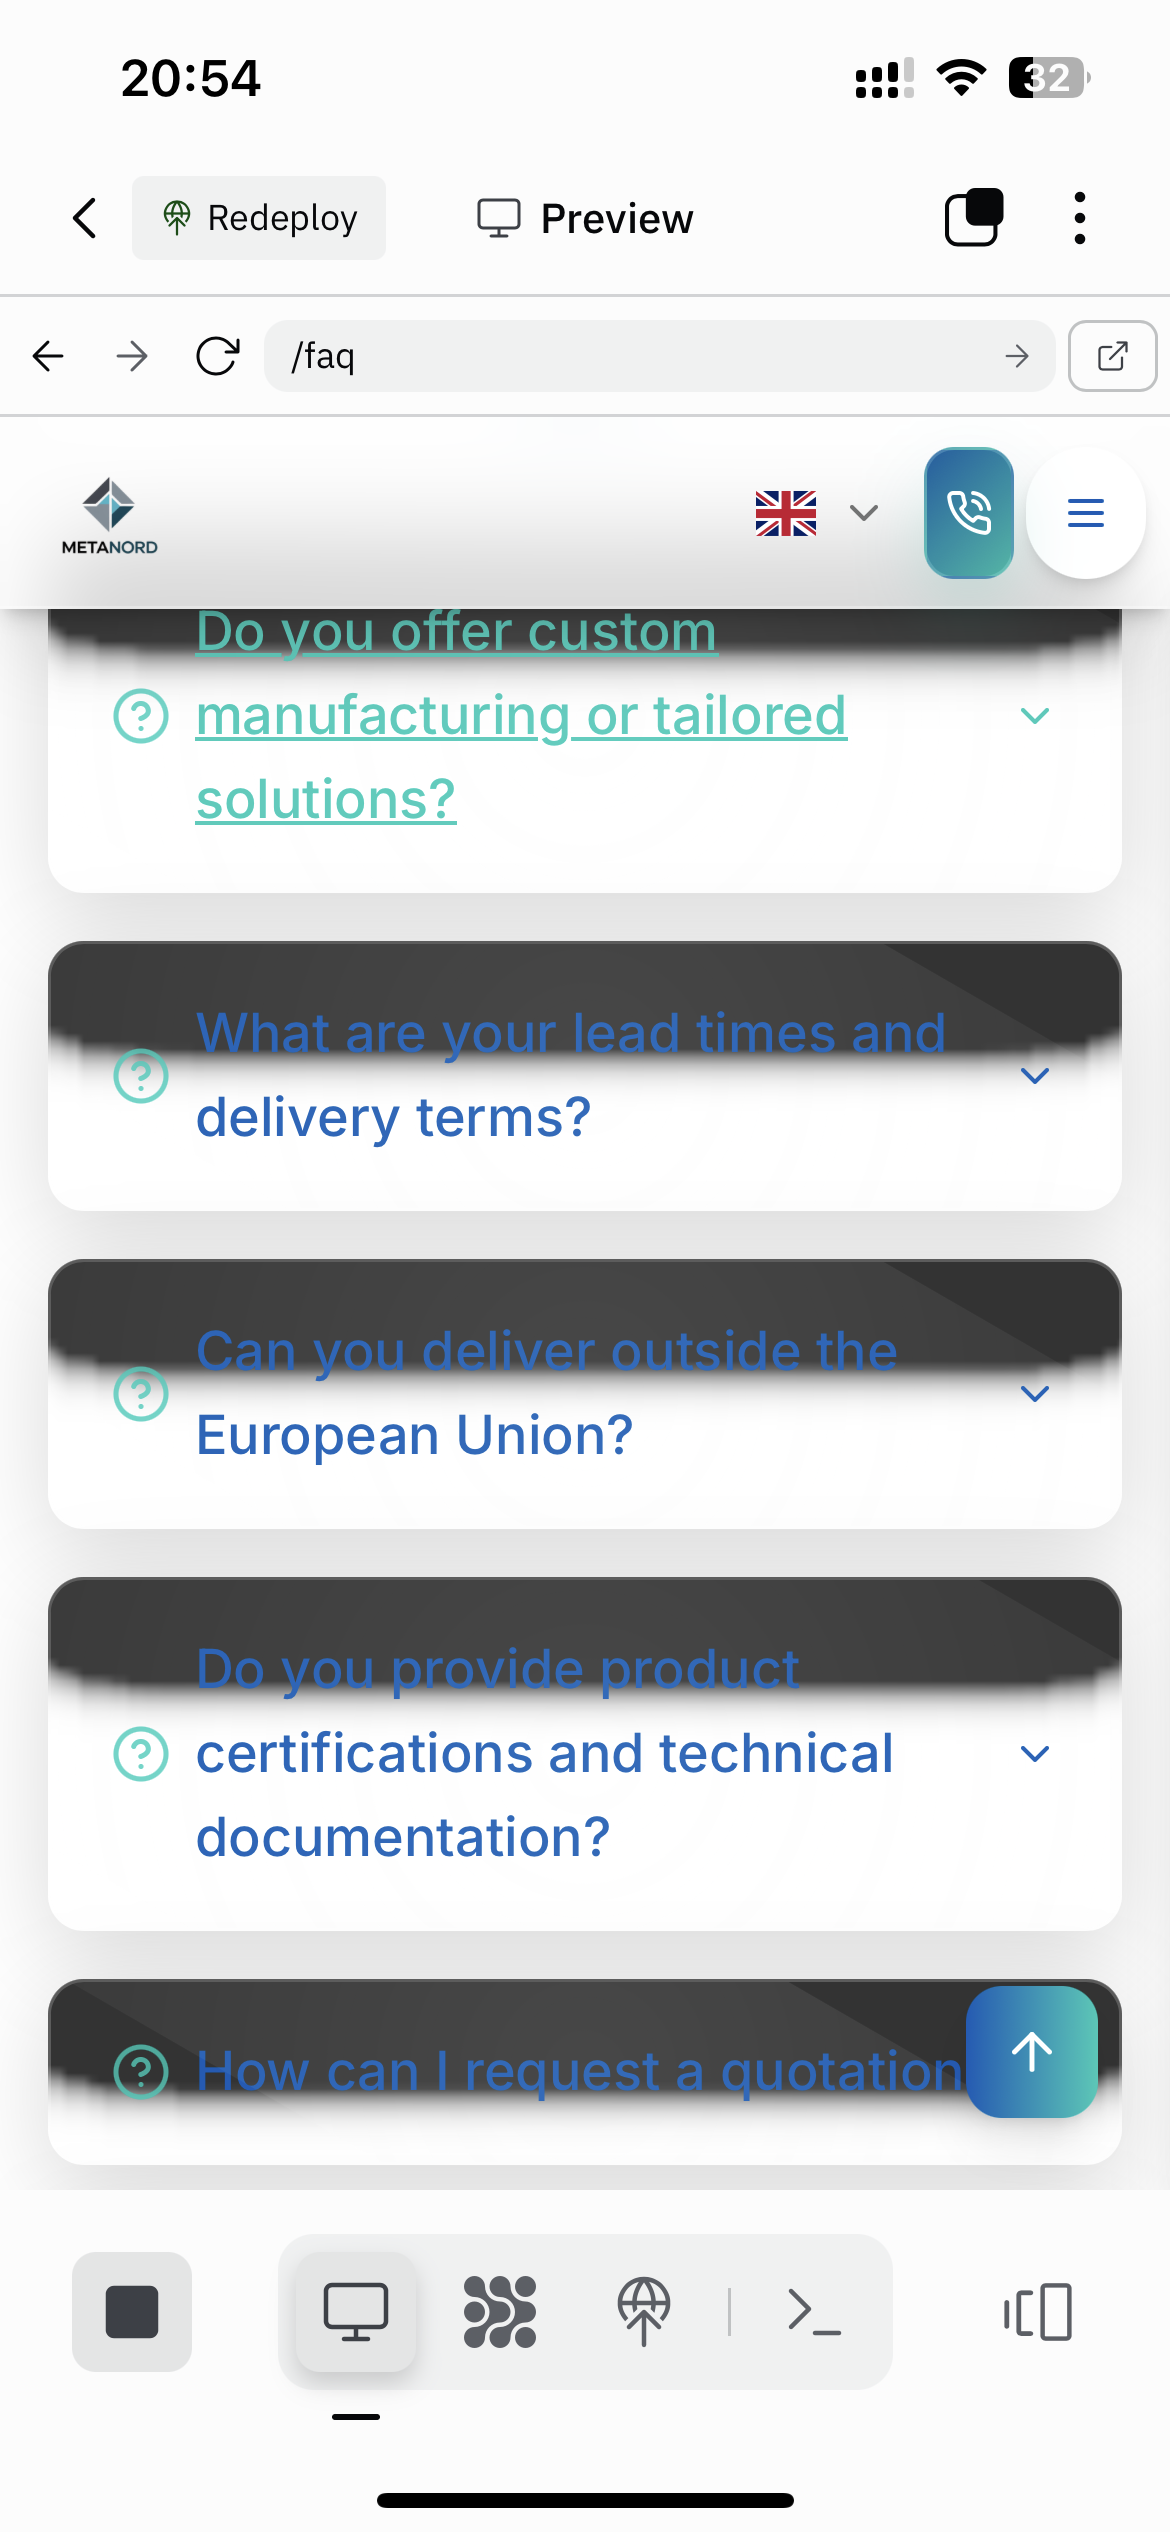 20:54
32
Redeploy
Preview
/faq
METANORD
Do you offer custom
manufacturing or tailored
solutions?
What are your lead times and
delivery terms?
Can you deliver outside the
European Union?
Do you provide product
certifications and technical
documentation?
How can I request a quotation